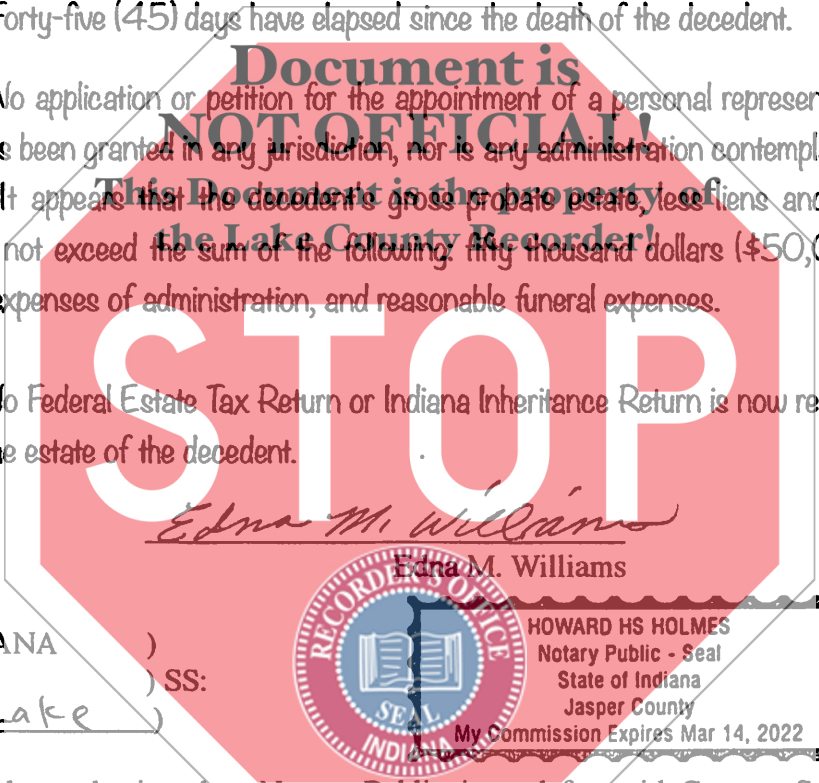 forty-five (45) days have elapsed since the death of the decedent.
Document is
No application or petition for the appointment of a personal represen
NOT OFFICIAL!
s been granted in any jurisdiction, nor is any administration contempl
This Document is the property of
It appears that the decedent's gross probate estate, less liens and
the Lake County Recorder!
not exceed the sum of the following: fifty thousand dollars ($50,0
xpenses of administration, and reasonable funeral expenses.
STOP
No Federal Estate Tax Return or Indiana Inheritance Return is now re
e estate of the decedent.
Edna M. Williams
Edna M. Williams
RECORDER'S OFFICE
SEAL
INDIANA
HOWARD HS HOLMES
Notary Public - Seal
State of Indiana
Jasper County
My Commission Expires Mar 14, 2022
ANA )
) SS:
Lake )